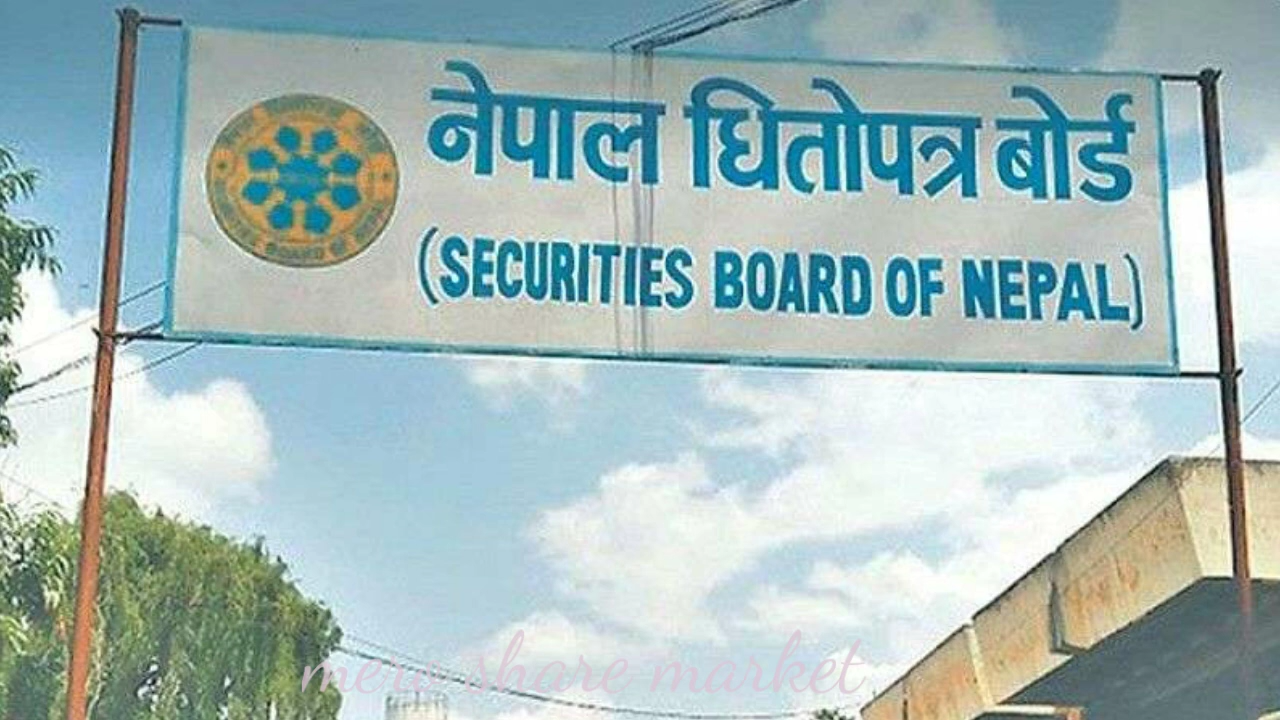 नेपाल धितोपत्र बोर्ड
(SECURITIES BOARD OF NEPAL)
mero share market